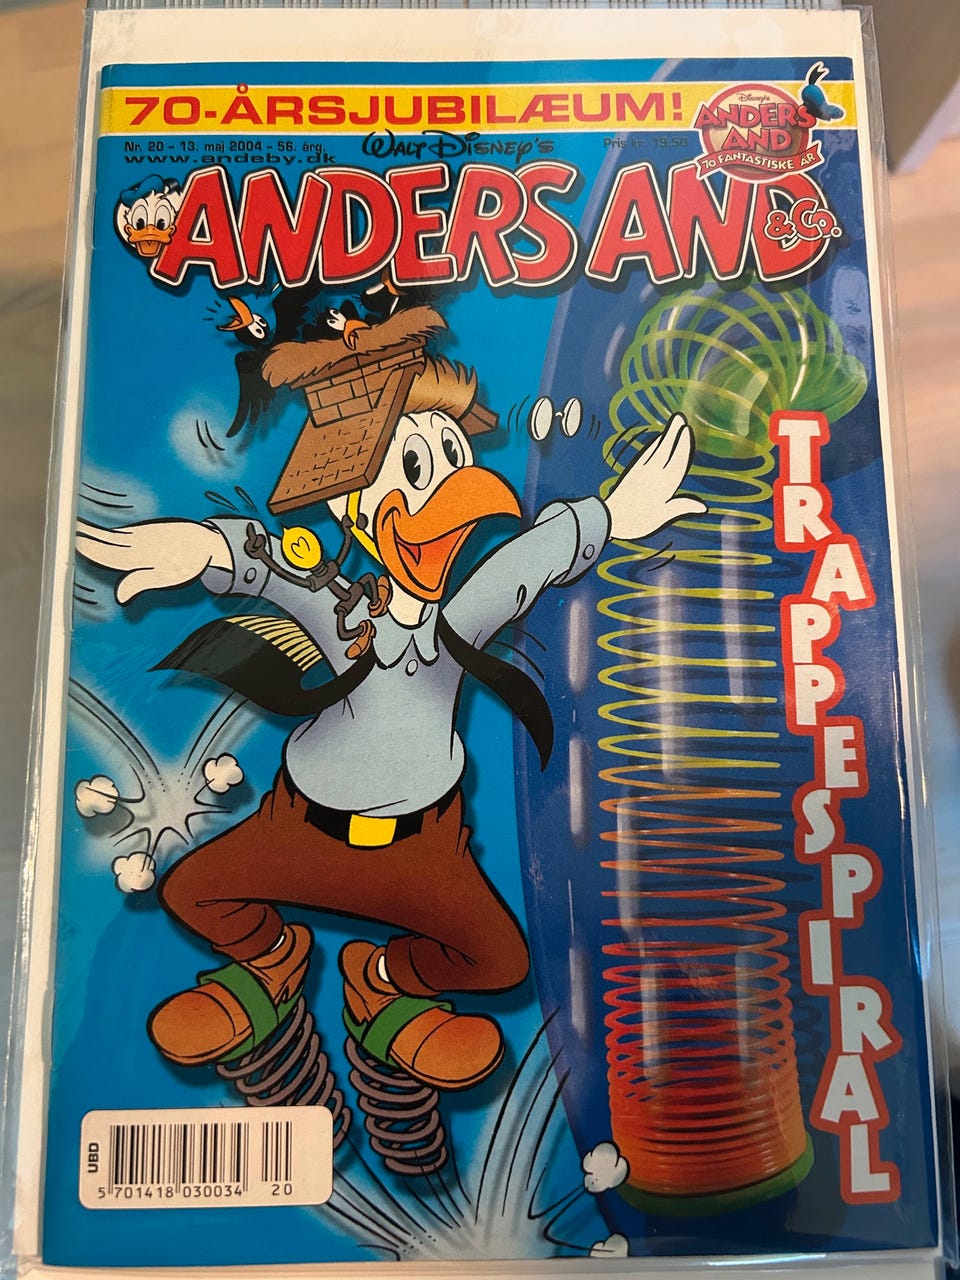 70-ÅRSJUBILÆUM!
Disney's
ANDERS
AND
70 FANTASTISKE ÅR
Nr. 20 - 13. maj 2004 - 56. årg.
www.andeby.dk
WALT DISNEY'S
Pris kr. 19,50
ANDERS AND
& Co.
TRAPPESPIRAL
UBD
5 701418 030034 20